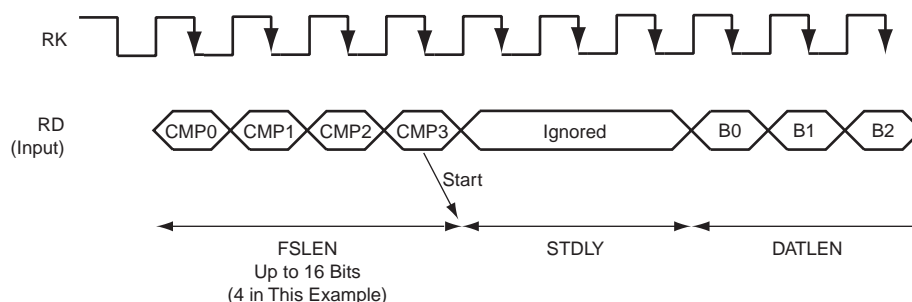 RK
RD
(Input)
CMP0 CMP1 CMP2 CMP3 Ignored B0 B1 B2
Start
FSLEN STDLY DATLEN
Up to 16 Bits
(4 in This Example)